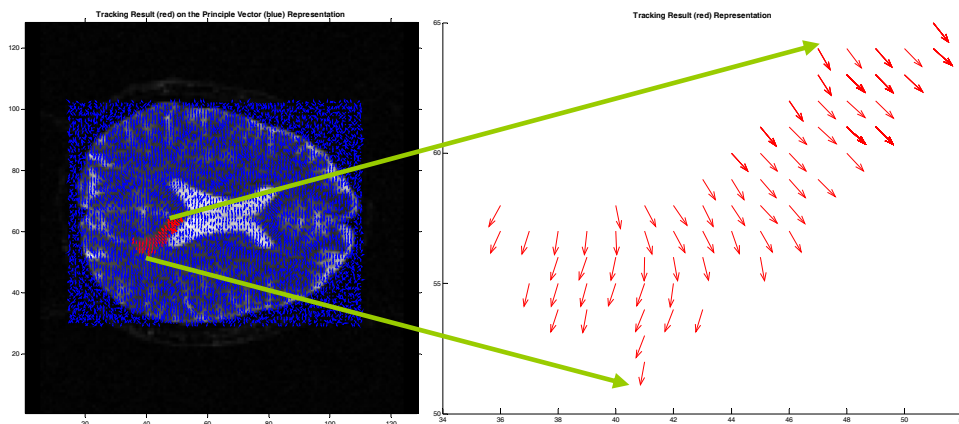 Tracking Result (red) on the Principle Vector (blue) Representation
120
100
80
60
40
20
20 40 60 80 100 120
Tracking Result (red) Representation
65
60
55
50
34 36 38 40 42 44 46 48 50